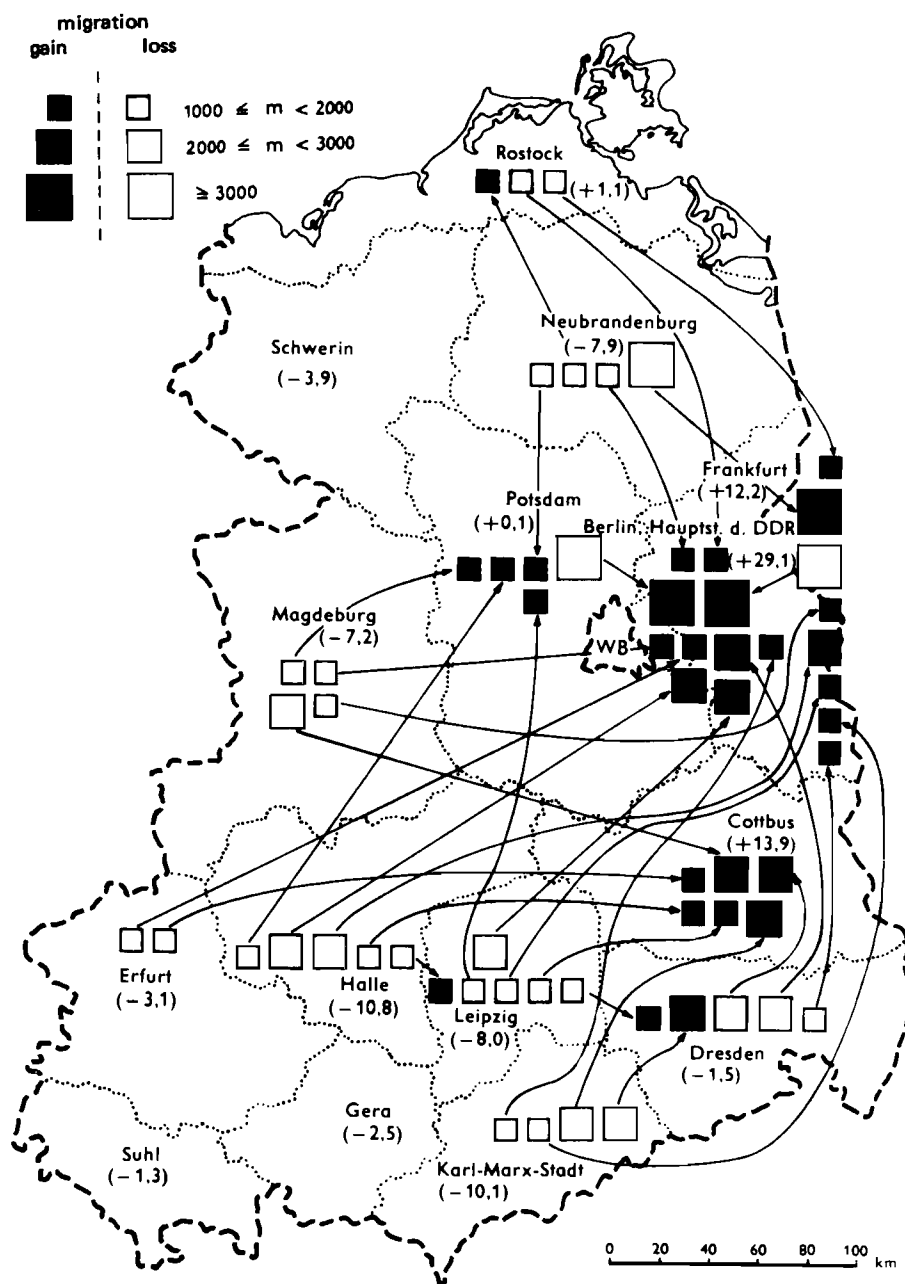 migration
gain loss
1000 ≦ m < 2000
2000 ≦ m < 3000
≧ 3000
Rostock
(+1,1)
Neubrandenburg
(−7,9)
Schwerin
(−3,9)
Frankfurt
(+12,2)
Potsdam
(+0,1)
Berlin, Hauptst. d. DDR
(+29,1)
Magdeburg
(−7,2)
WB
Cottbus
(+13,9)
Erfurt
(−3,1)
Halle
(−10,8)
Leipzig
(−8,0)
Dresden
(−1,5)
Gera
(−2,5)
Suhl
(−1,3)
Karl-Marx-Stadt
(−10,1)
0 20 40 60 80 100
km